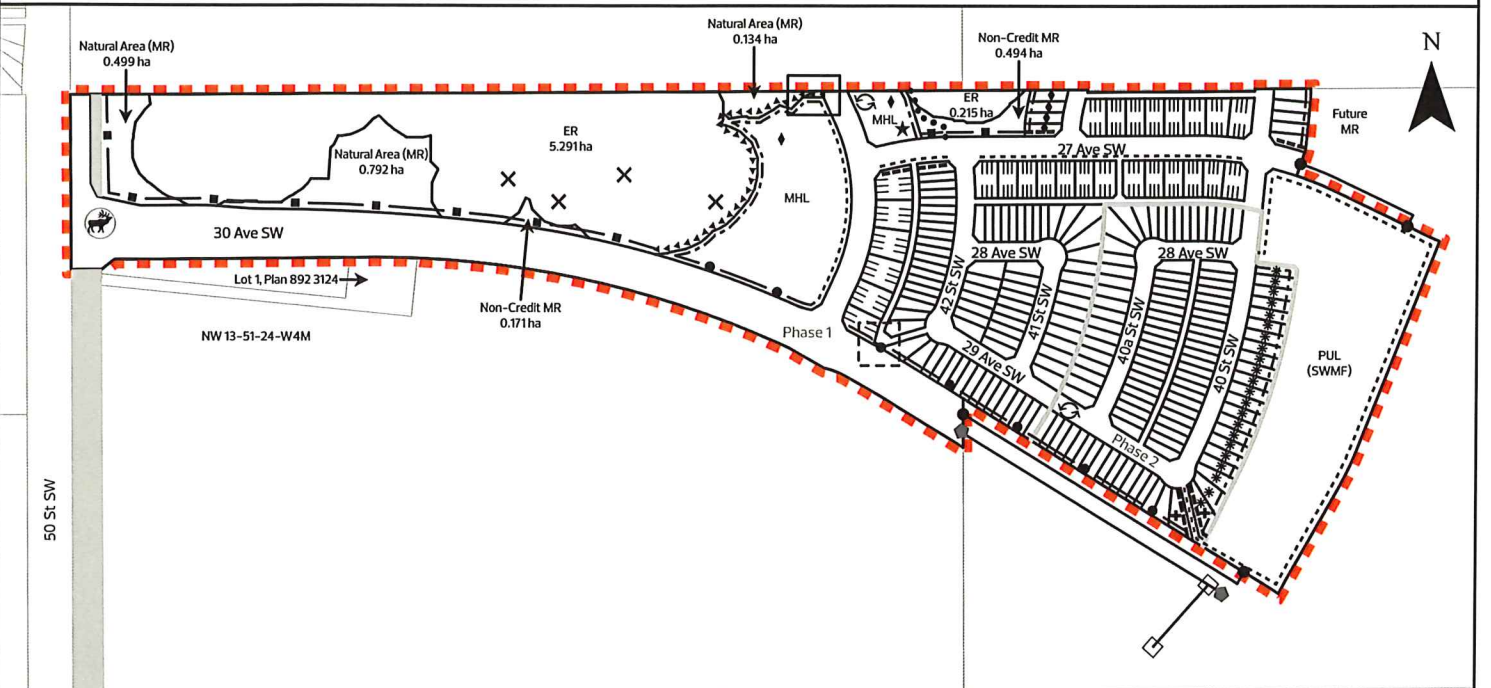 Natural Area (MR)
0.499 ha
Natural Area (MR)
0.134 ha
Non-Credit MR
0.494 ha
N
ER
5.291 ha
Natural Area (MR)
0.792 ha
MHL
MHL
ER
0.215 ha
27 Ave SW
Future
MR
30 Ave SW
Lot 1, Plan 892 3124
NW 13-51-24-W4M
Non-Credit MR
0.171 ha
Phase 1
28 Ave SW
28 Ave SW
42 St SW
41 St SW
40a St SW
40 St SW
29 Ave SW
Phase 2
PUL
(SWMF)
50 St SW